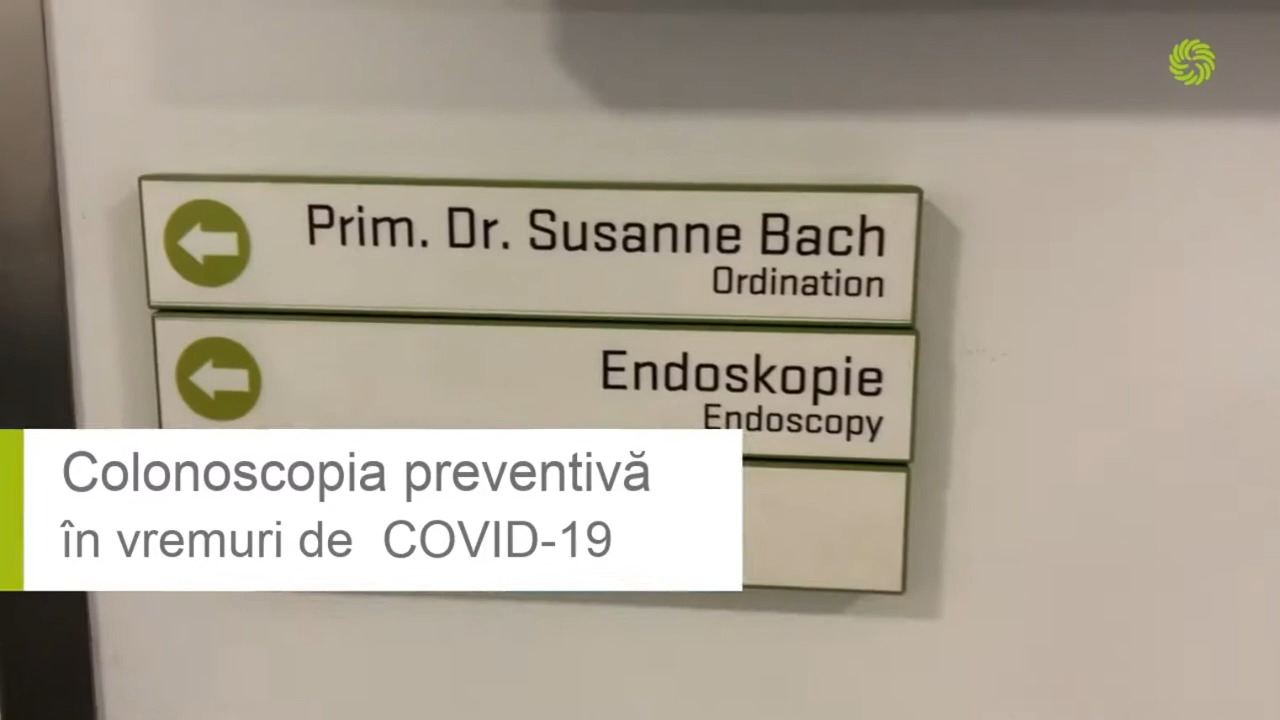 Prim. Dr. Susanne Bach
Ordination
Endoskopie
Endoscopy
Colonoscopia preventivă
în vremuri de COVID-19